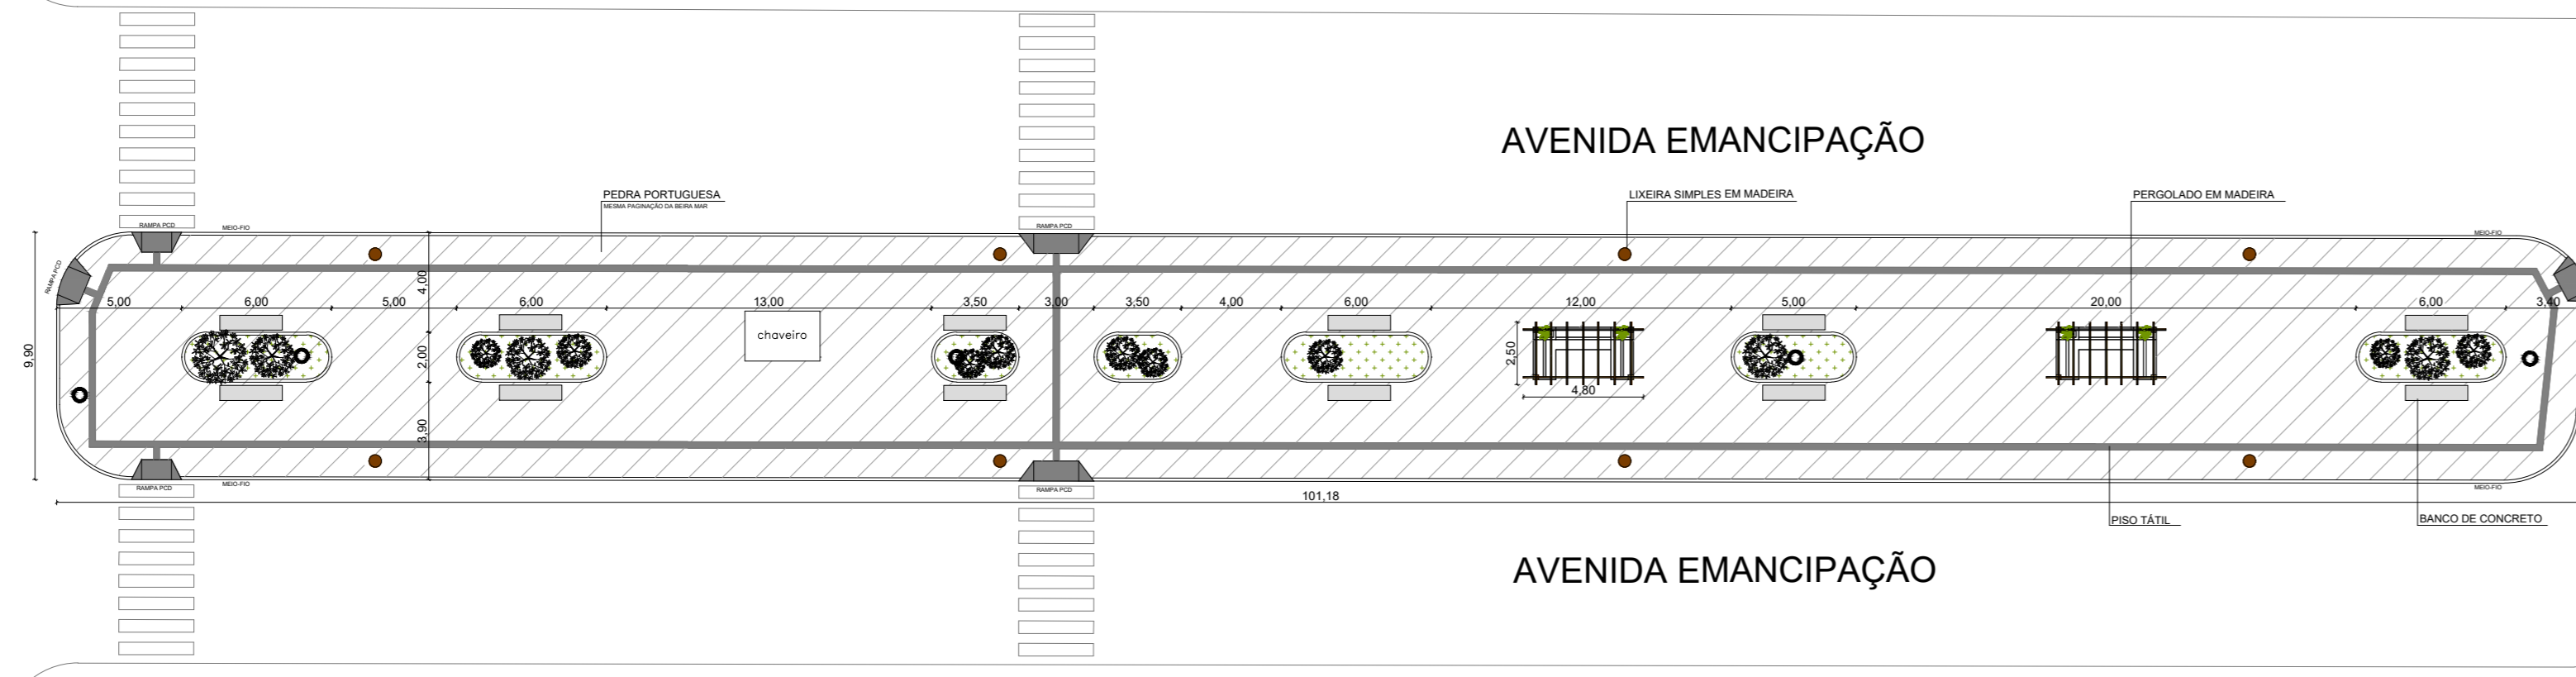 AVENIDA EMANCIPAÇÃO
PEDRA PORTUGUESA
MESMA PAGINAÇÃO DA BEIRA MAR
LIXEIRA SIMPLES EM MADEIRA
PERGOLADO EM MADEIRA
RAMPA PCD
MEIO-FIO
RAMPA PCD
MEIO-FIO
RAMPA PCD
4,00
5,00
6,00
5,00
6,00
13,00
3,50
3,00
3,50
4,00
6,00
12,00
5,00
20,00
6,00
3,40
chaveiro
9,90
2,00
2,50
4,80
3,90
RAMPA PCD
MEIO-FIO
RAMPA PCD
MEIO-FIO
101,18
PISO TÁTIL
BANCO DE CONCRETO
AVENIDA EMANCIPAÇÃO